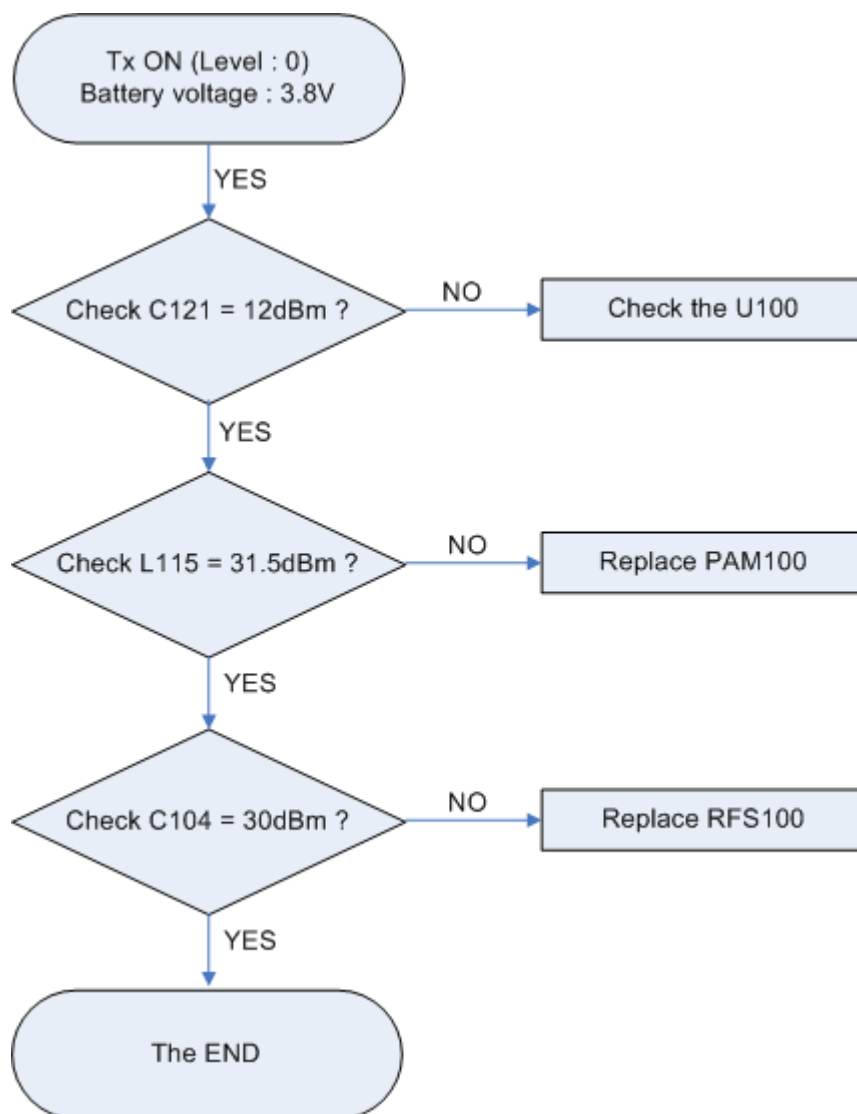 Tx ON (Level : 0)
Battery voltage : 3.8V
YES
Check C121 = 12dBm ?
NO
Check the U100
YES
Check L115 = 31.5dBm ?
NO
Replace PAM100
YES
Check C104 = 30dBm ?
NO
Replace RFS100
YES
The END